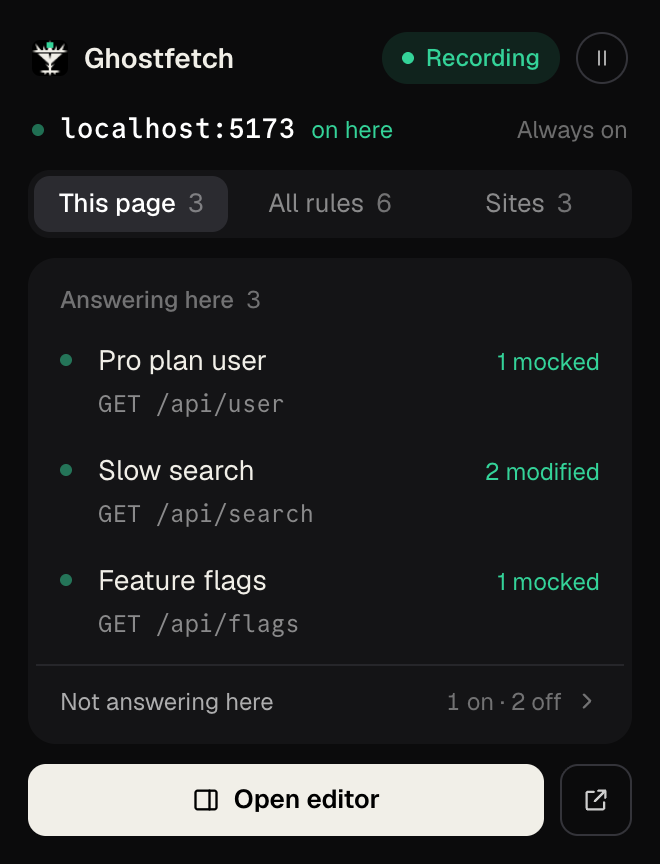 Ghostfetch
Recording
localhost:5173 on here Always on
This page 3 All rules 6 Sites 3
Answering here 3
Pro plan user 1 mocked
GET /api/user
Slow search 2 modified
GET /api/search
Feature flags 1 mocked
GET /api/flags
Not answering here 1 on · 2 off
Open editor